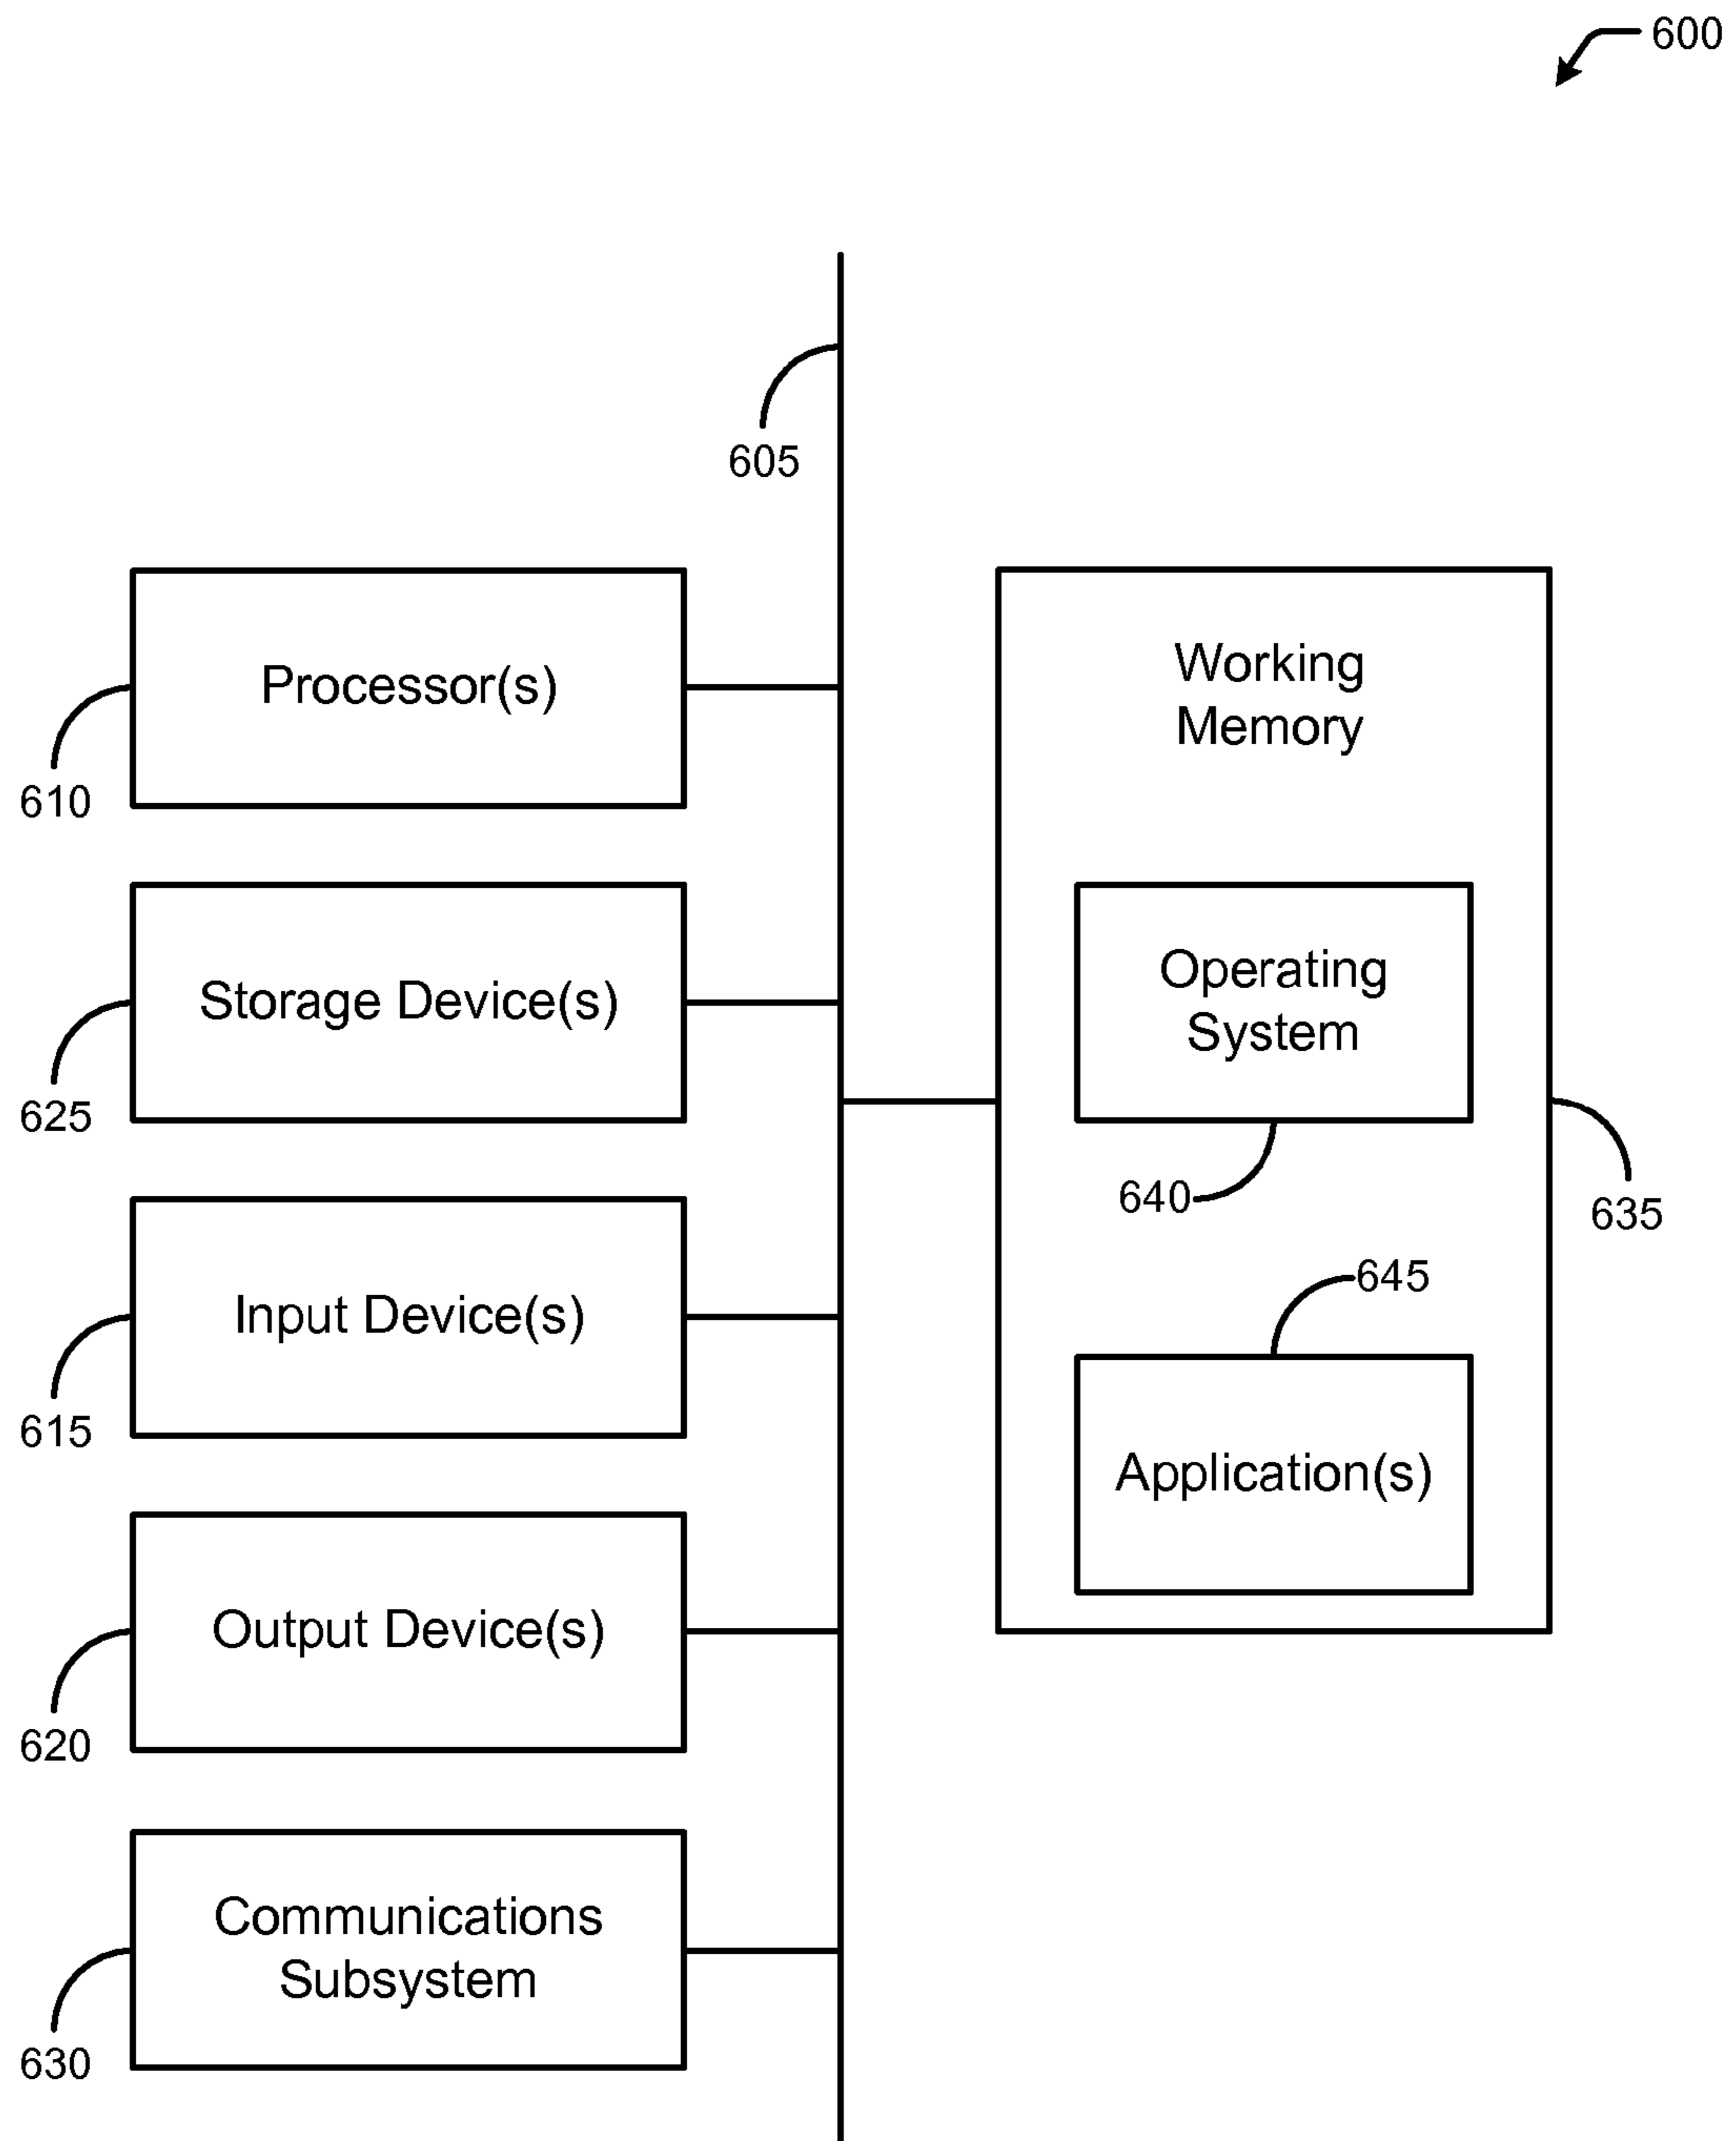 600
605
Processor(s)
610
Storage Device(s)
625
Input Device(s)
615
Output Device(s)
620
Communications
Subsystem
630
Working
Memory
Operating
System
640
635
645
Application(s)